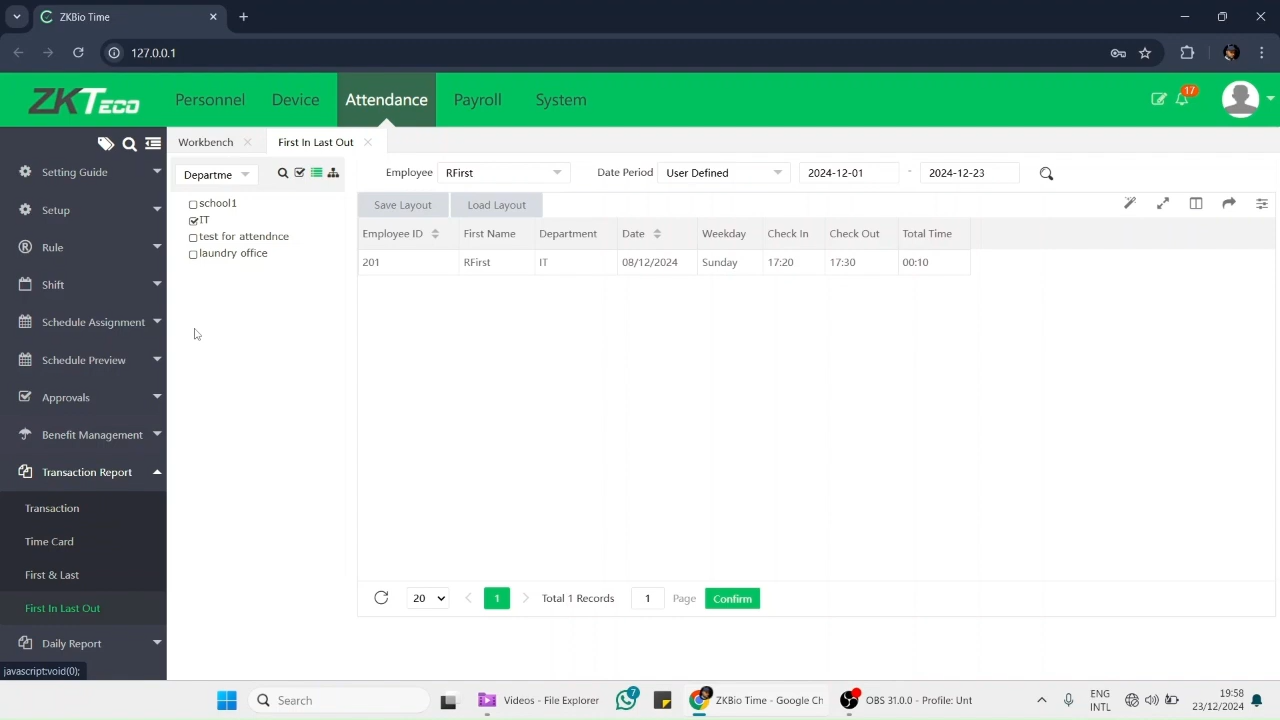 ZKBio Time
127.0.0.1
ZKTeco
Personnel
Device
Attendance
Payroll
System
17
Setting Guide
Setup
Rule
Shift
Schedule Assignment
Schedule Preview
Approvals
Benefit Management
Transaction Report
Transaction
Time Card
First & Last
First In Last Out
Daily Report
javascript:void(0);
Workbench
First In Last Out
Departme
school1
IT
test for attendnce
laundry office
Employee RFirst Date Period User Defined 2024-12-01 - 2024-12-23
Save Layout Load Layout
Employee ID First Name Department Date Weekday Check In Check Out Total Time
201 RFirst IT 08/12/2024 Sunday 17:20 17:30 00:10
20 1 Total 1 Records 1 Page Confirm
Search
Videos - File Explorer
7
ZKBio Time - Google Ch
OBS 31.0.0 - Profile: Unt
ENG
INTL
19:58
23/12/2024